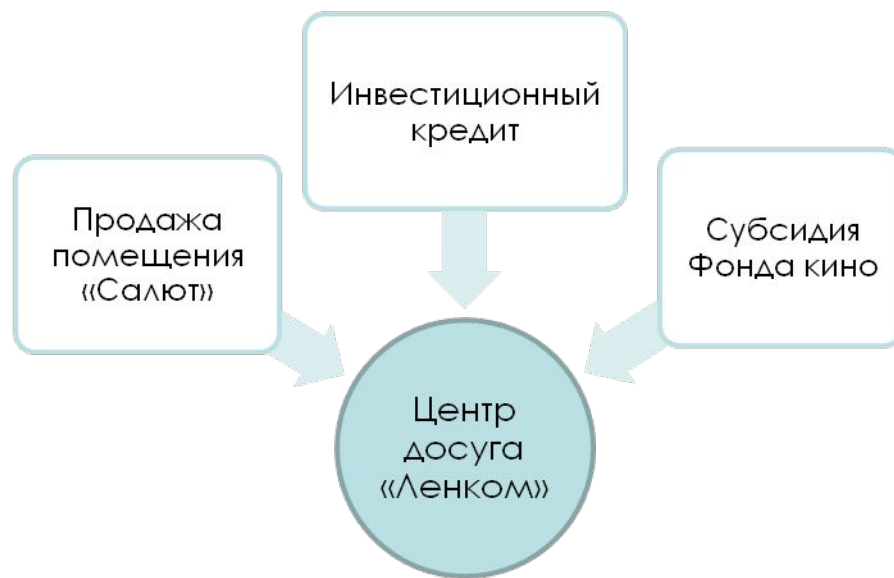 Инвестиционный
кредит
Продажа
помещения
«Салют»
Субсидия
Фонда кино
Центр
досуга
«Ленком»